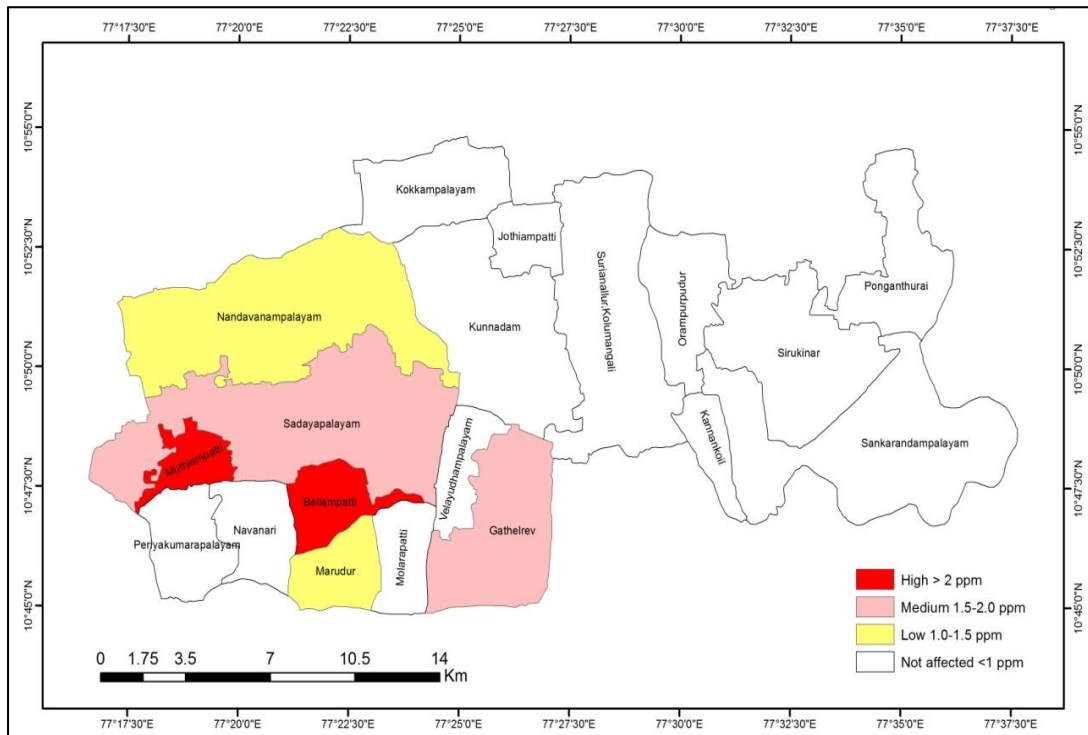 77°17'30"E 77°20'0"E 77°22'30"E 77°25'0"E 77°27'30"E 77°30'0"E 77°32'30"E 77°35'0"E 77°37'30"E
10°55'0"N 10°55'0"N
Kokkampalayam
Jothiampatti
10°52'30"N 10°52'30"N
Surianallur,Kolumangali
Orampurpudur
Ponganthurai
Nandavanampalayam
Kunnadam
Sirukinar
10°50'0"N 10°50'0"N
Sadayapalayam
Kannankoil
Sankarandampalayam
Muthiampatti
Velayudhampalayam
10°47'30"N 10°47'30"N
Bellampatti
Navanari
Gathelrev
Periyakumarapalayam
Molarapatti
Marudur
10°45'0"N 10°45'0"N
High > 2 ppm
Medium 1.5-2.0 ppm
Low 1.0-1.5 ppm
Not affected <1 ppm
0 1.75 3.5 7 10.5 14
Km
77°17'30"E 77°20'0"E 77°22'30"E 77°25'0"E 77°27'30"E 77°30'0"E 77°32'30"E 77°35'0"E 77°37'30"E